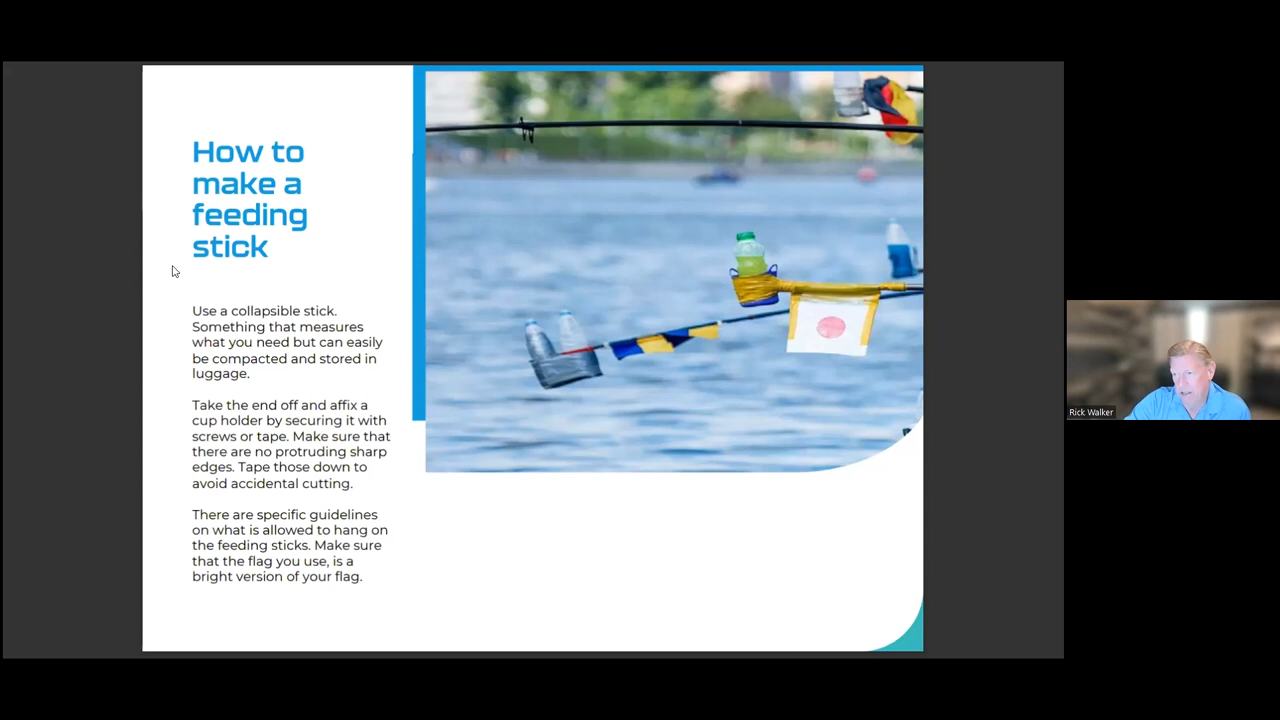 How to
make a
feeding
stick
Use a collapsible stick.
Something that measures
what you need but can easily
be compacted and stored in
luggage.
Take the end off and affix a
cup holder by securing it with
screws or tape. Make sure that
there are no protruding sharp
edges. Tape those down to
avoid accidental cutting.
There are specific guidelines
on what is allowed to hang on
the feeding sticks. Make sure
that the flag you use, is a
bright version of your flag.
Rick Walker